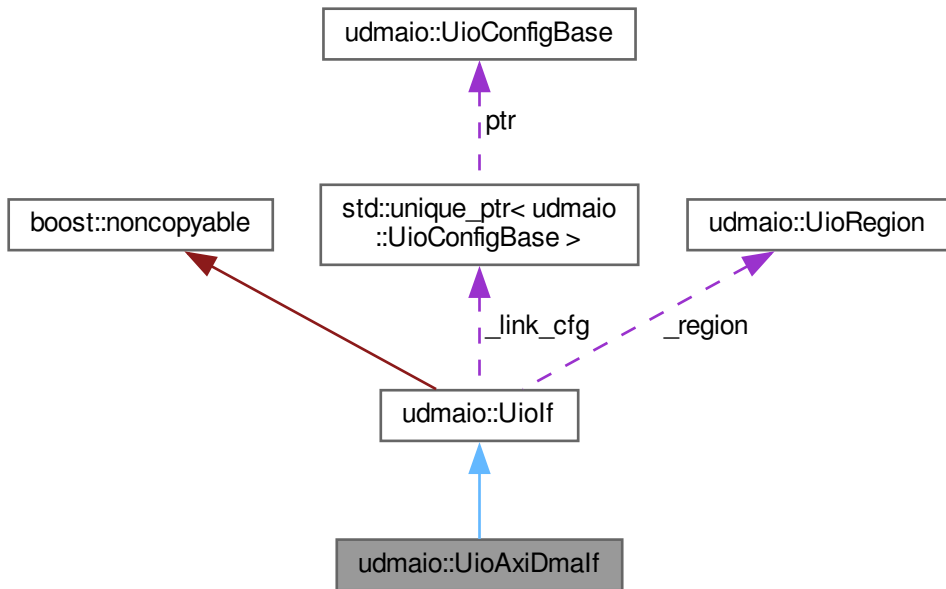 udmaio::UioConfigBase
ptr
boost::noncopyable
std::unique_ptr< udmaio
::UioConfigBase >
udmaio::UioRegion
_link_cfg
_region
udmaio::UioIf
udmaio::UioAxiDmaIf